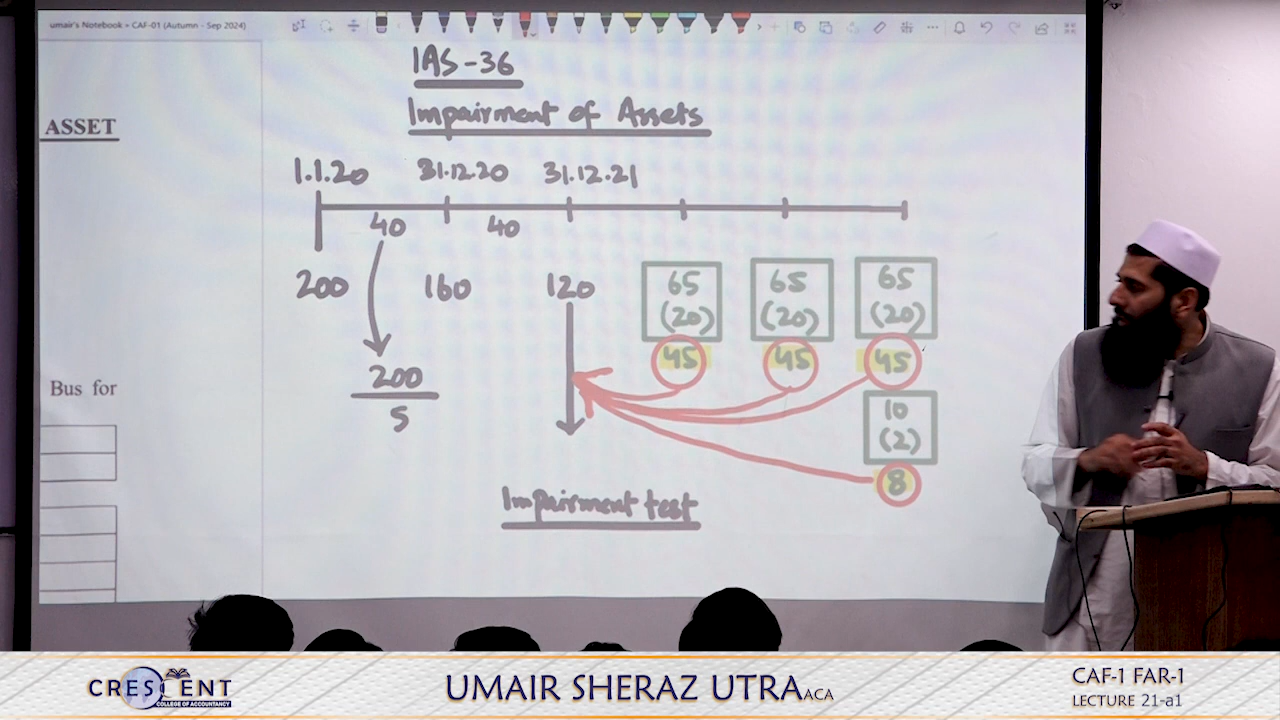 umair's Notebook - CAF-01 (Autumn - Sep 2024)
IAS-36
Impairment of Assets
ASSET
1.1.20 31.12.20 31.12.21
40 40
200 160 120
65 65 65
(20) (20) (20)
45 45 45
200
5
10
(2)
8
Bus for
Impairment test
CRESCENT
COLLEGE OF ACCOUNTANCY
UMAIR SHERAZ UTRA ACA
CAF-1 FAR-1
LECTURE 21-a1